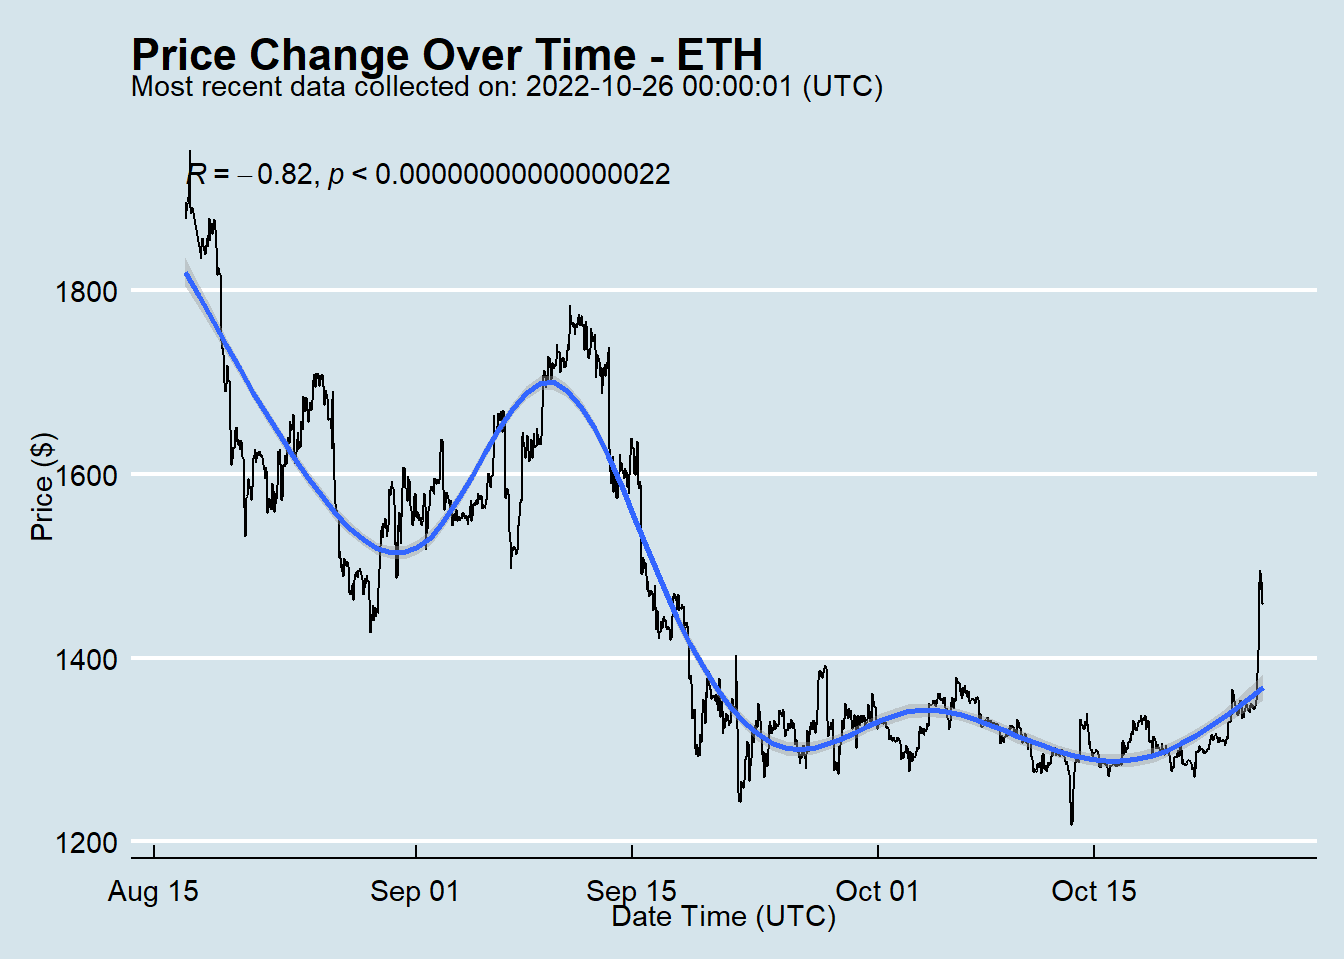 Price Change Over Time - ETH
Most recent data collected on: 2022-10-26 00:00:01 (UTC)
R = −0.82, p < 0.00000000000000022
1800
1600
1400
1200
Price ($)
Aug 15 Sep 01 Sep 15 Oct 01 Oct 15
Date Time (UTC)